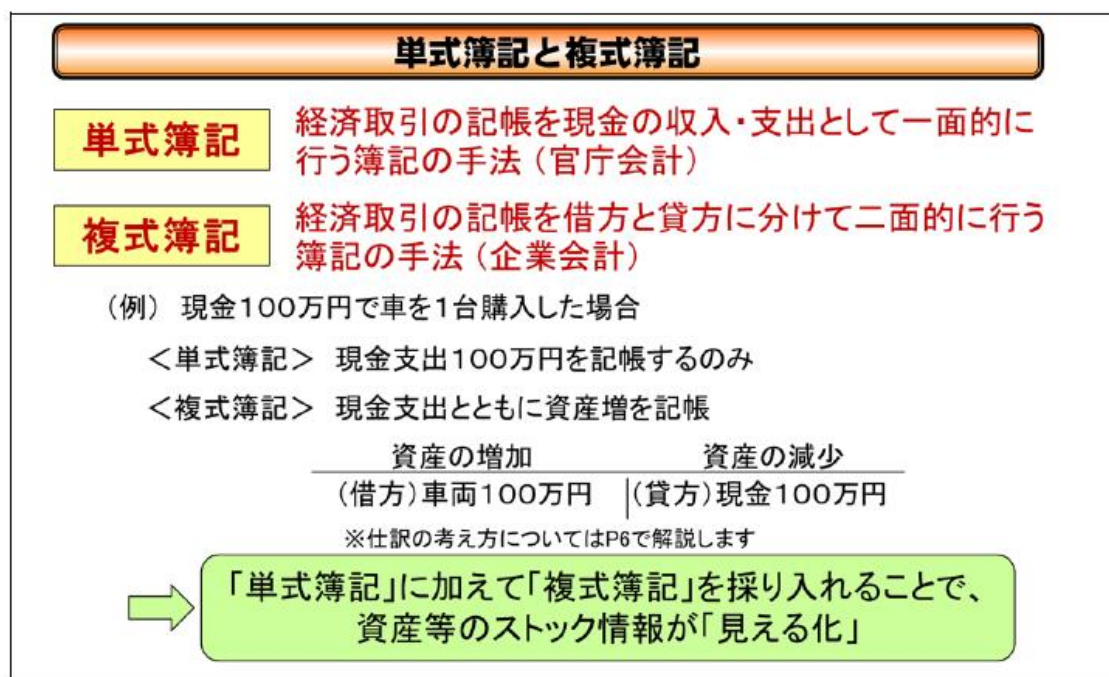 単式簿記と複式簿記
単式簿記
経済取引の記帳を現金の収入・支出として一面的に
行う簿記の手法（官庁会計）
複式簿記
経済取引の記帳を借方と貸方に分けて二面的に行う
簿記の手法（企業会計）
（例） 現金１００万円で車を１台購入した場合
＜単式簿記＞ 現金支出１００万円を記帳するのみ
＜複式簿記＞ 現金支出とともに資産増を記帳
資産の増加 資産の減少
（借方）車両１００万円 （貸方）現金１００万円
※仕訳の考え方についてはP6で解説します
「単式簿記」に加えて「複式簿記」を採り入れることで、
資産等のストック情報が「見える化」